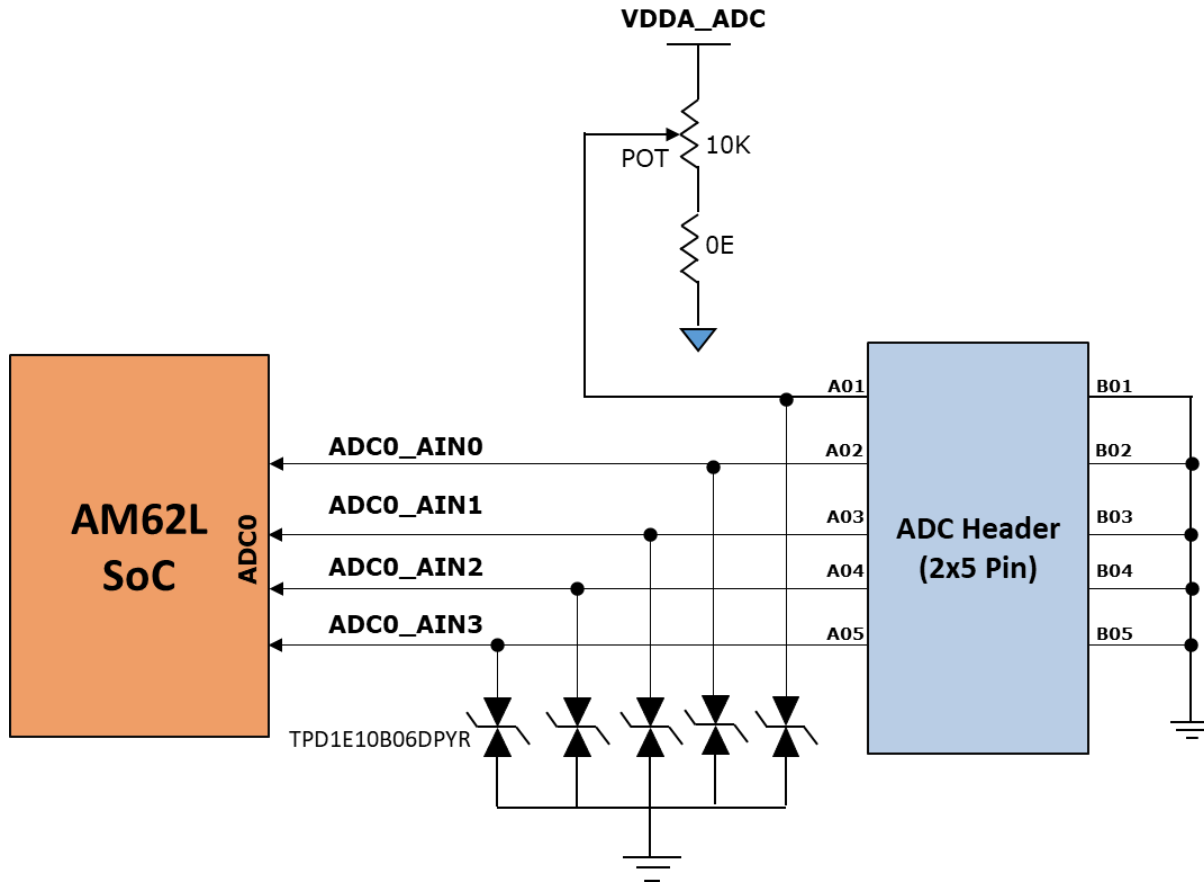 VDDA_ADC
10K
POT
0E
A01
B01
ADC0_AIN0
A02
B02
ADC0_AIN1
A03
B03
AM62L
SoC
ADC0
ADC Header
(2x5 Pin)
ADC0_AIN2
A04
B04
ADC0_AIN3
A05
B05
TPD1E10B06DPYR